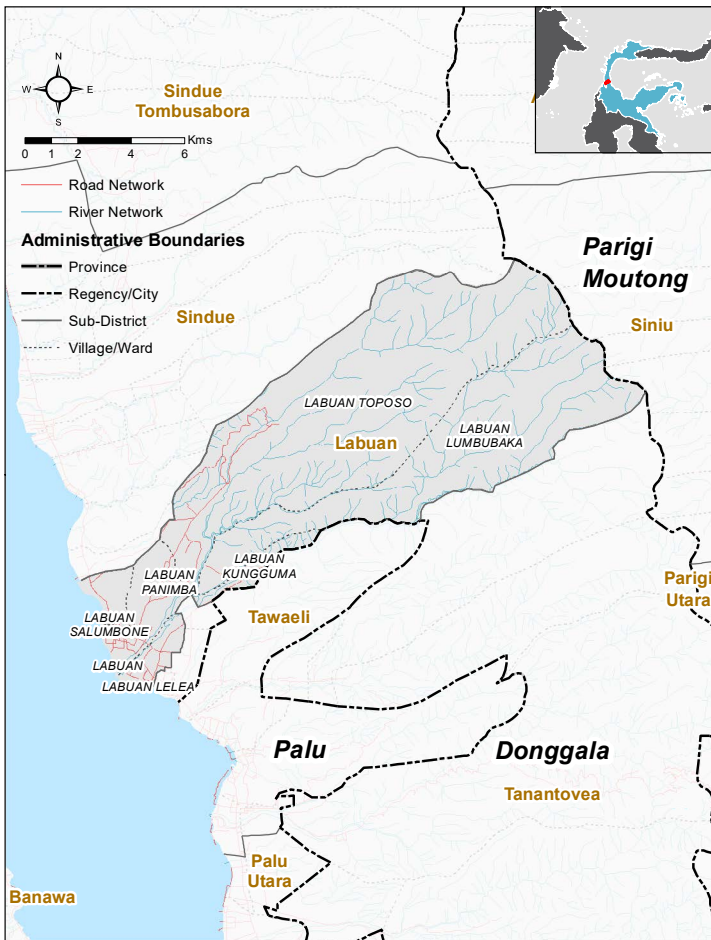 N
W
E
S
Kms
0
2
4
6
Road Network
River Network
Administrative Boundaries
Province
Regency/City
Sub-District
Village/Ward
Sindue
Tombusabora
Parigi
Moutong
Sindue
Siniu
LABUAN TOPOSO
Labuan
LABUAN
LUMBUBAKA
LABUAN
KUNGGUMA
LABUAN
PANIMBA
LABUAN
SALUMBONE
LABUAN
LABUAN LELEA
Tawaeli
Parigi
Utara
Palu
Donggala
Tanantovea
Palu
Utara
Banawa